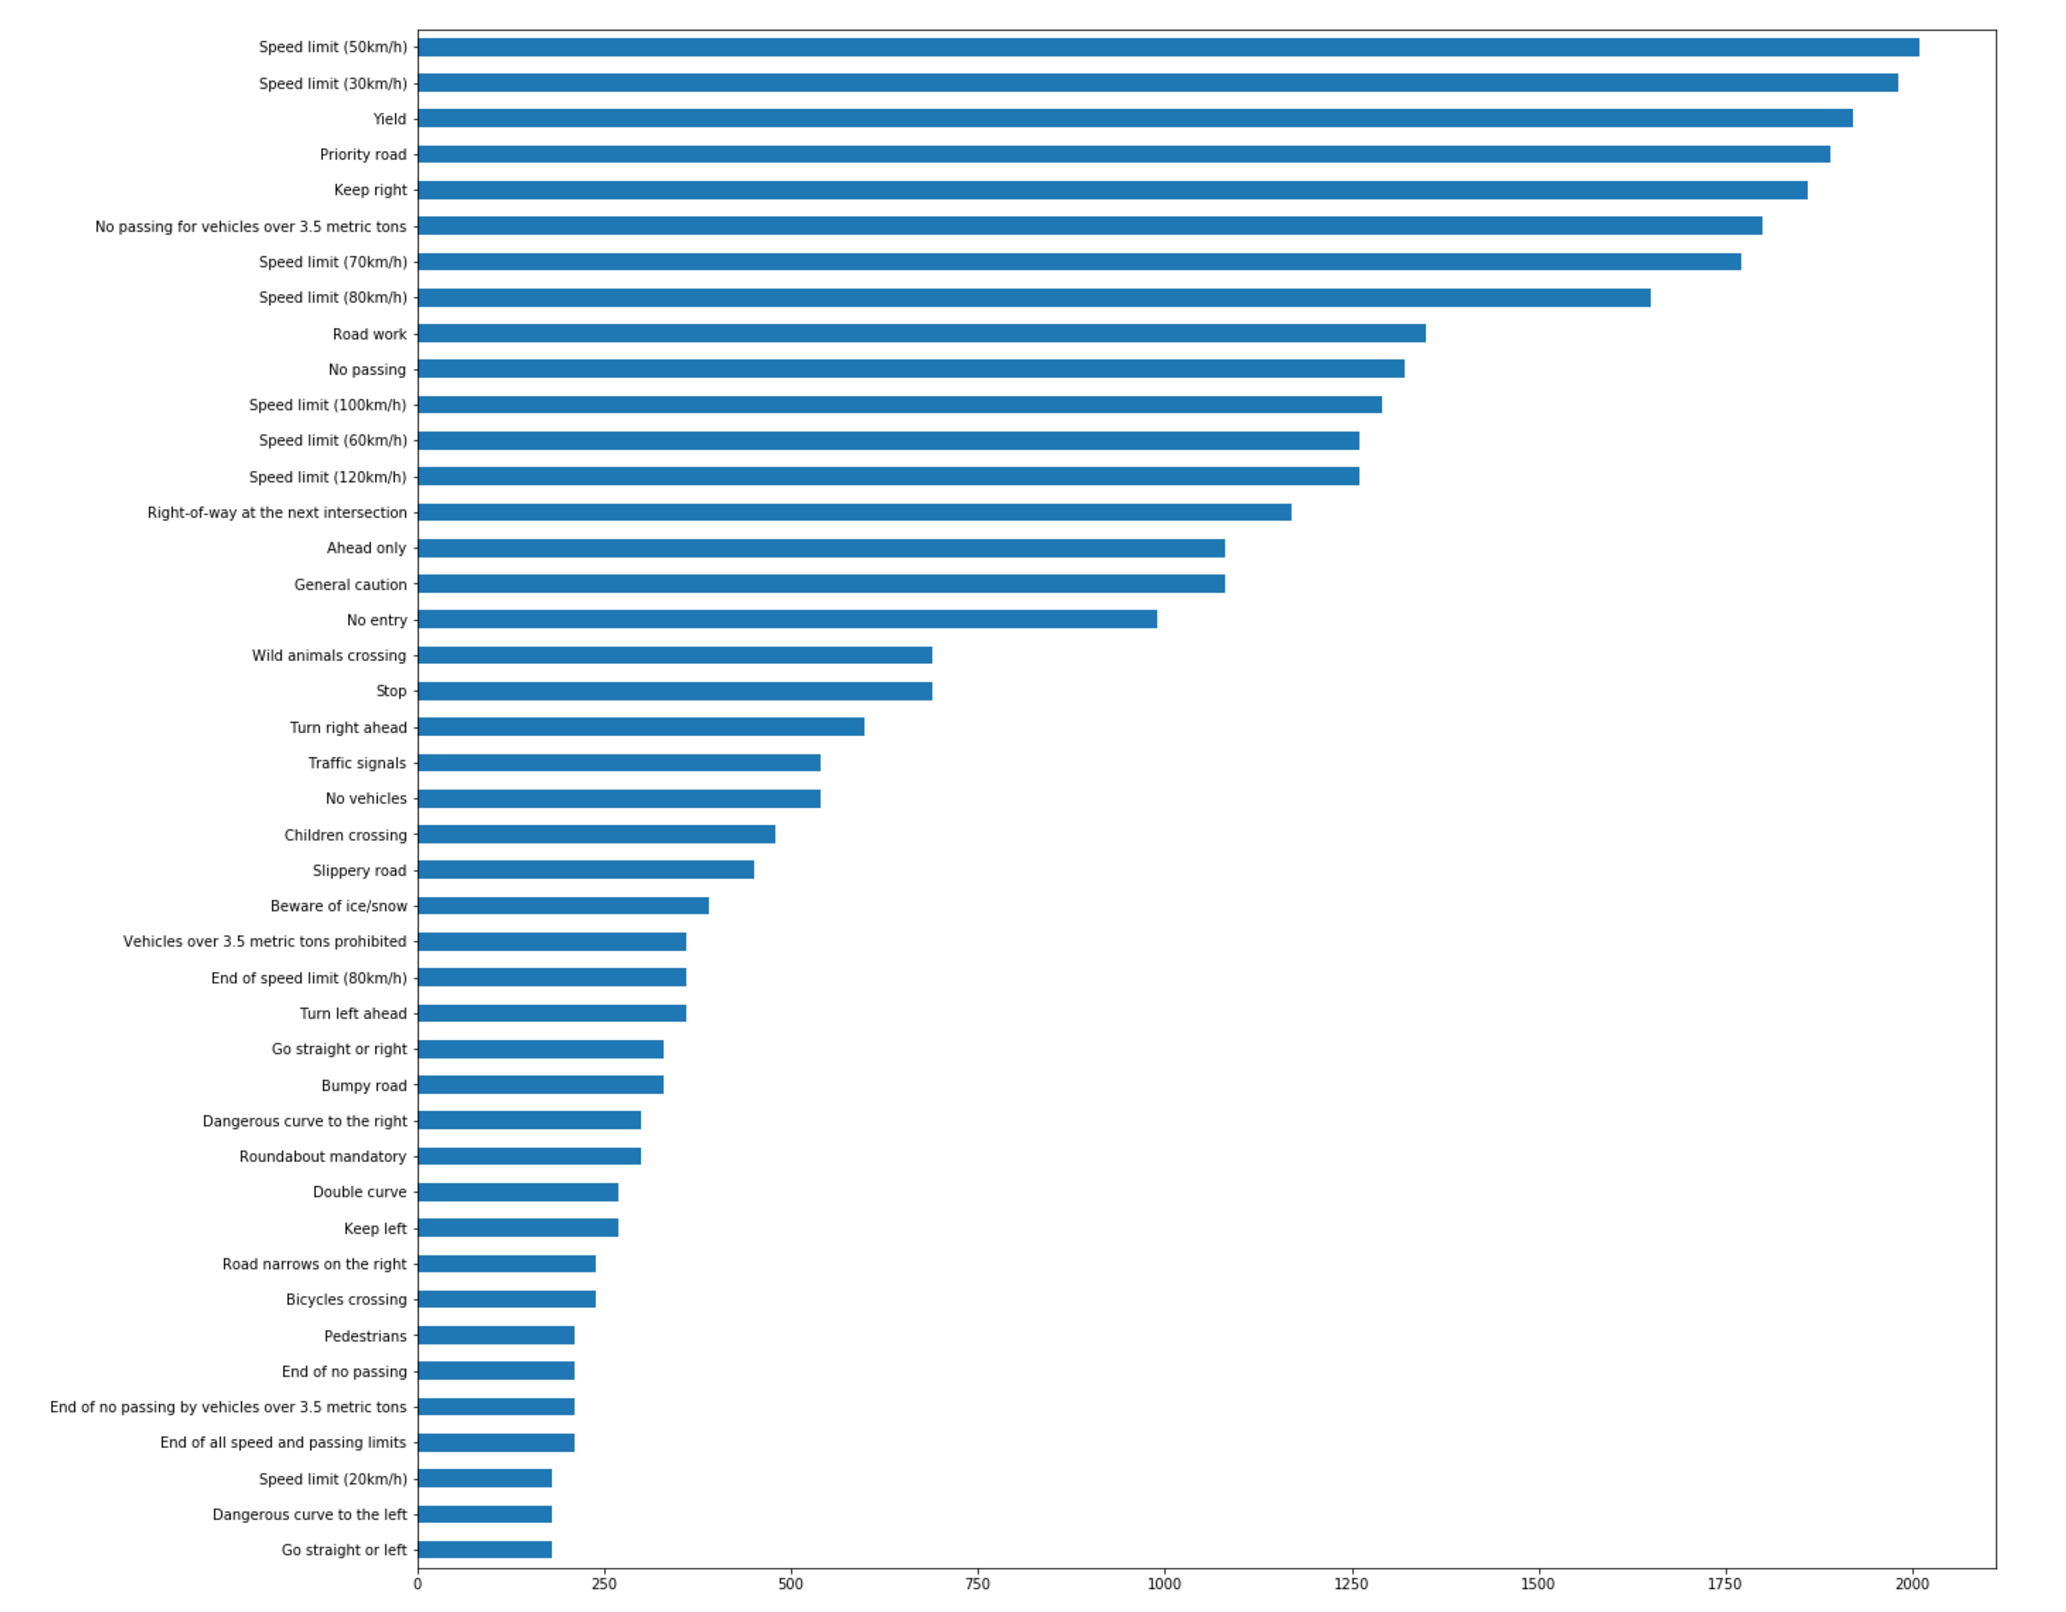 Speed limit (50km/h)
Speed limit (30km/h)
Yield
Priority road
Keep right
No passing for vehicles over 3.5 metric tons
Speed limit (70km/h)
Speed limit (80km/h)
Road work
No passing
Speed limit (100km/h)
Speed limit (60km/h)
Speed limit (120km/h)
Right-of-way at the next intersection
Ahead only
General caution
No entry
Wild animals crossing
Stop
Turn right ahead
Traffic signals
No vehicles
Children crossing
Slippery road
Beware of ice/snow
Vehicles over 3.5 metric tons prohibited
End of speed limit (80km/h)
Turn left ahead
Go straight or right
Bumpy road
Dangerous curve to the right
Roundabout mandatory
Double curve
Keep left
Road narrows on the right
Bicycles crossing
Pedestrians
End of no passing
End of no passing by vehicles over 3.5 metric tons
End of all speed and passing limits
Speed limit (20km/h)
Dangerous curve to the left
Go straight or left
0 250 500 750 1000 1250 1500 1750 2000